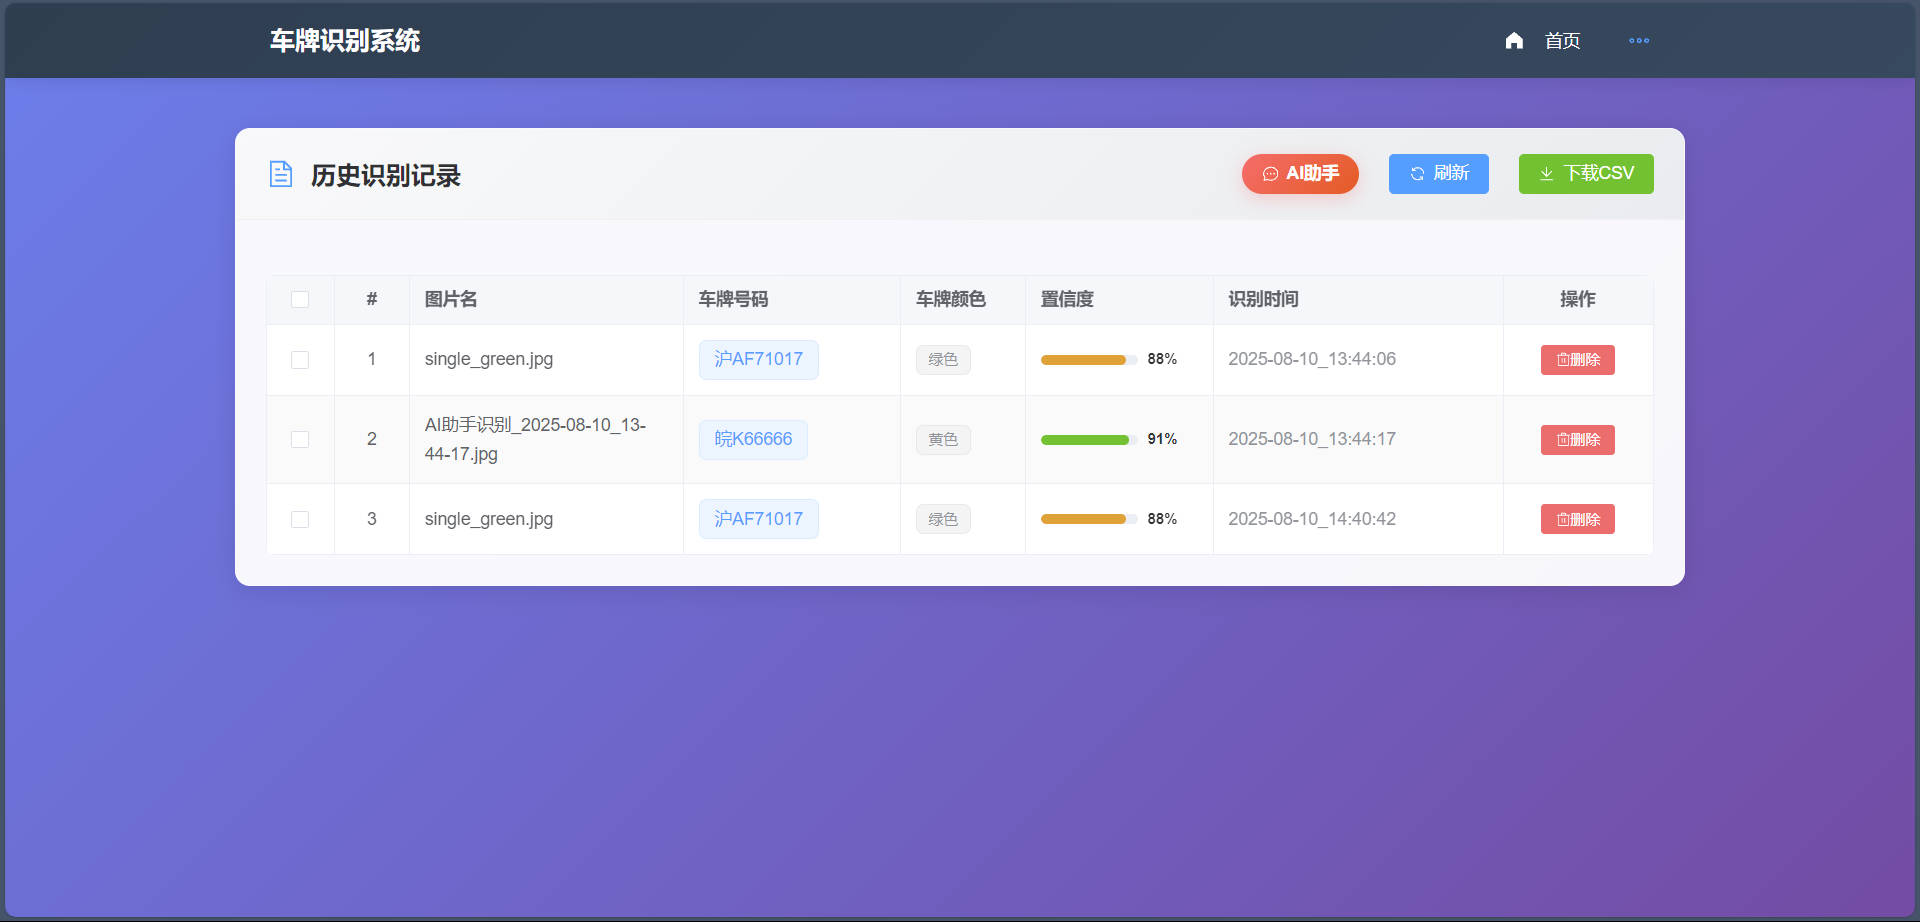 车牌识别系统
首页
历史识别记录
AI助手
刷新
下载CSV
# 图片名 车牌号码 车牌颜色 置信度 识别时间 操作
1 single_green.jpg 沪AF71017 绿色 88% 2025-08-10_13:44:06 删除
2 AI助手识别_2025-08-10_13-
44-17.jpg 皖K66666 黄色 91% 2025-08-10_13:44:17 删除
3 single_green.jpg 沪AF71017 绿色 88% 2025-08-10_14:40:42 删除